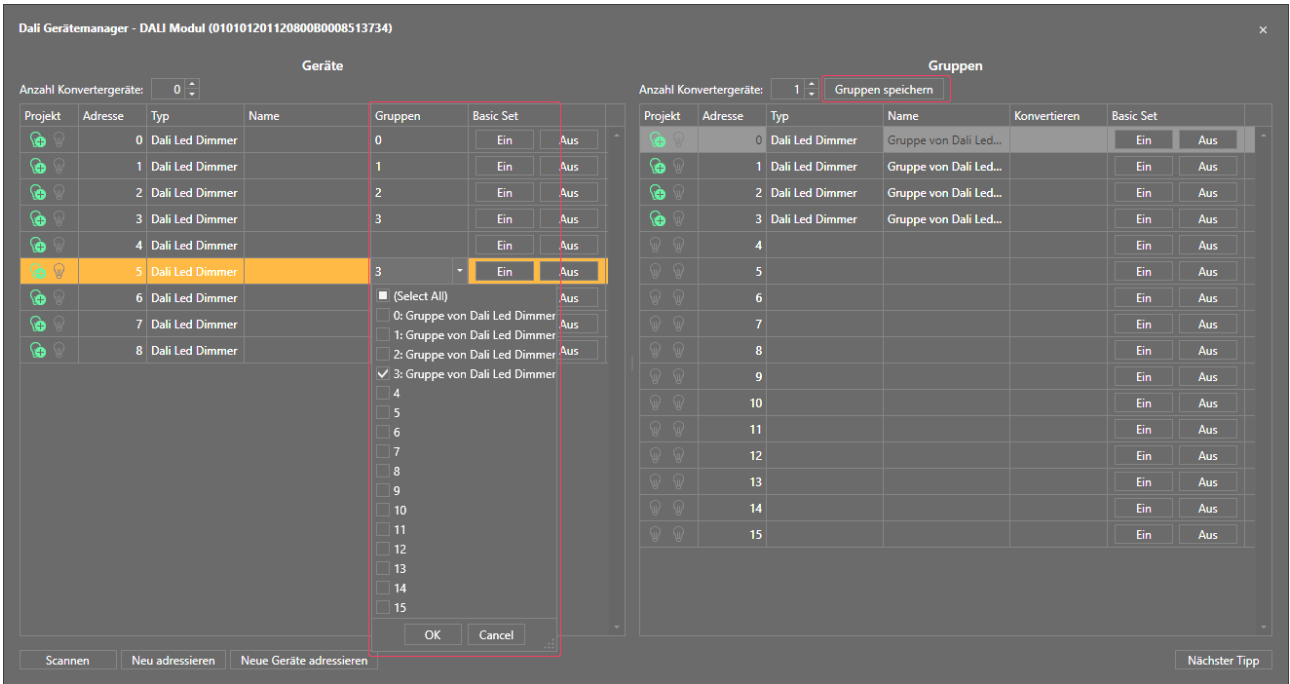 Dali Gerätemanager - DALI Modul (010101201120800B0008513734)
Geräte
Anzahl Konvertergeräte: 0
Projekt Adresse Typ Name Gruppen Basic Set
0 Dali Led Dimmer 0 Ein Aus
1 Dali Led Dimmer 1 Ein Aus
2 Dali Led Dimmer 2 Ein Aus
3 Dali Led Dimmer 3 Ein Aus
4 Dali Led Dimmer Ein Aus
5 Dali Led Dimmer 3 Ein Aus
6 Dali Led Dimmer Aus
7 Dali Led Dimmer Aus
8 Dali Led Dimmer Aus
(Select All)
0: Gruppe von Dali Led Dimmer
1: Gruppe von Dali Led Dimmer
2: Gruppe von Dali Led Dimmer
3: Gruppe von Dali Led Dimmer
4
5
6
7
8
9
10
11
12
13
14
15
OK Cancel
Scannen Neu adressieren Neue Geräte adressieren
Gruppen
Anzahl Konvertergeräte: 1 Gruppen speichern
Projekt Adresse Typ Name Konvertieren Basic Set
0 Dali Led Dimmer Gruppe von Dali Led... Ein Aus
1 Dali Led Dimmer Gruppe von Dali Led... Ein Aus
2 Dali Led Dimmer Gruppe von Dali Led... Ein Aus
3 Dali Led Dimmer Gruppe von Dali Led... Ein Aus
4 Ein Aus
5 Ein Aus
6 Ein Aus
7 Ein Aus
8 Ein Aus
9 Ein Aus
10 Ein Aus
11 Ein Aus
12 Ein Aus
13 Ein Aus
14 Ein Aus
15 Ein Aus
Nächster Tipp